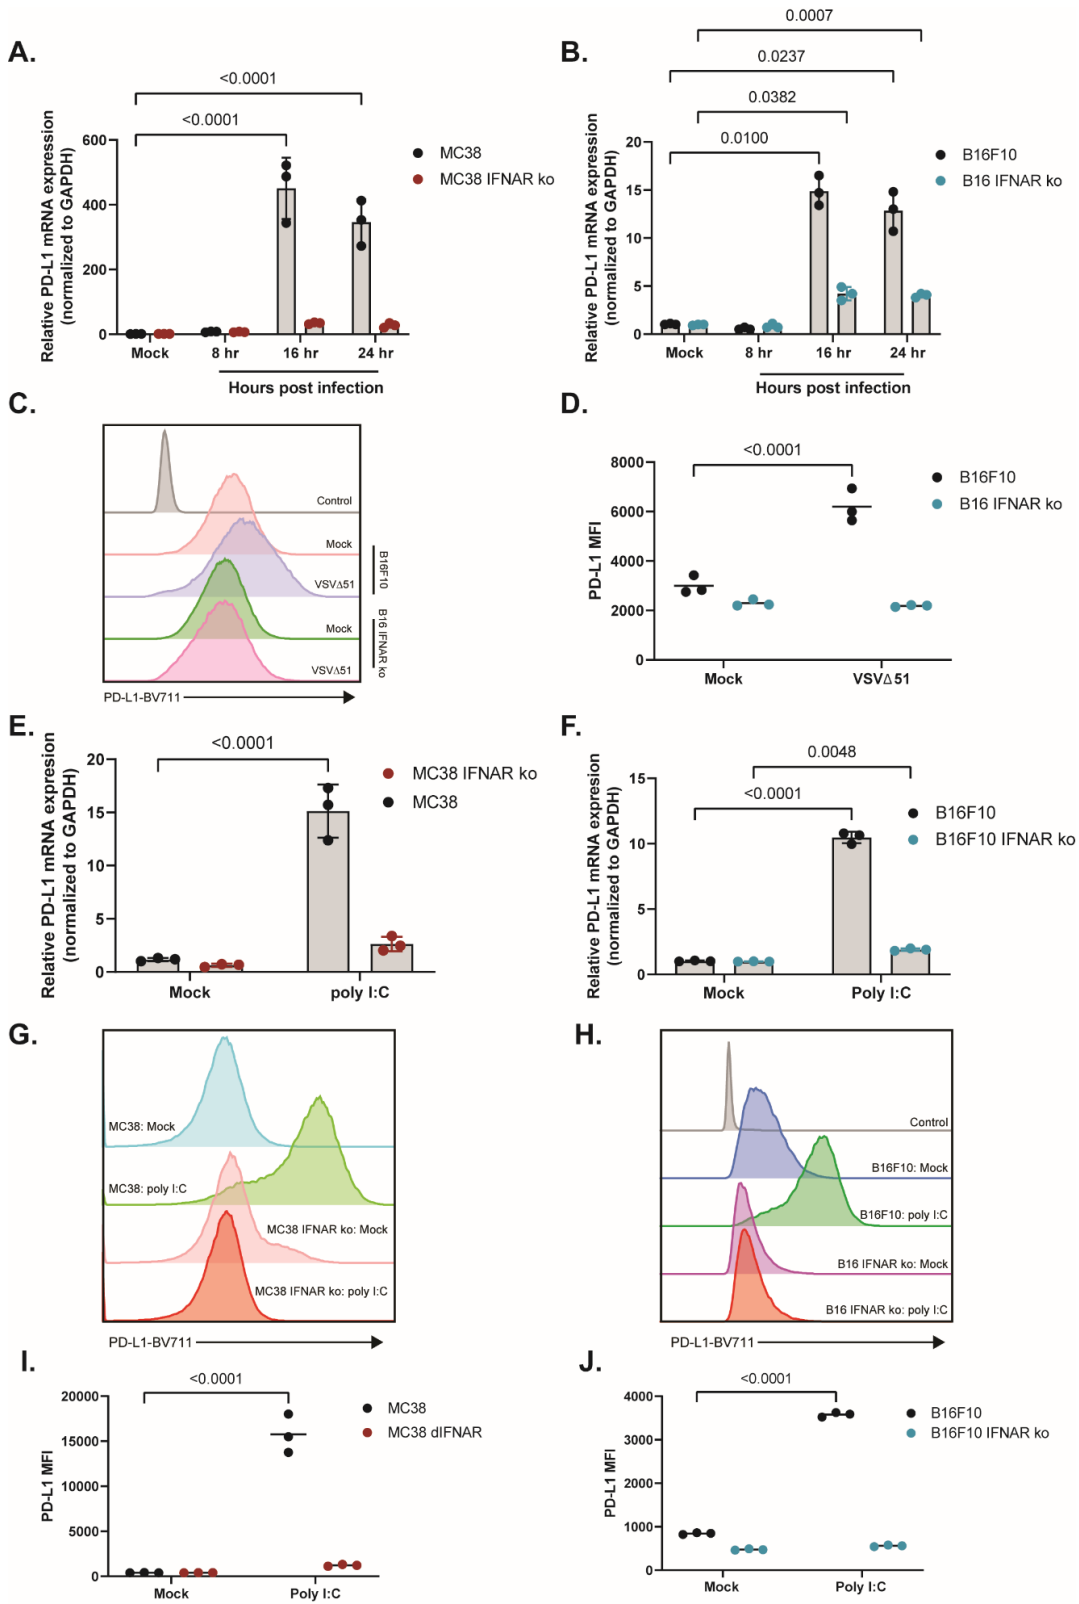 A.
<0.0001
<0.0001
Relative PD-L1 mRNA expression
(normalized to GAPDH)
600
400
200
0
Mock
8 hr
16 hr
24 hr
Hours post infection
MC38
MC38 IFNAR ko
B.
0.0007
0.0237
0.0382
0.0100
Relative PD-L1 mRNA expression
(normalized to GAPDH)
20
15
10
5
0
Mock
8 hr
16 hr
24 hr
Hours post infection
B16F10
B16 IFNAR ko
C.
Control
Mock
VSVΔ51
Mock
VSVΔ51
B16F10
B16 IFNAR ko
PD-L1-BV711
D.
<0.0001
PD-L1 MFI
8000
6000
4000
2000
0
Mock
VSVΔ51
B16F10
B16 IFNAR ko
E.
<0.0001
Relative PD-L1 mRNA expresion
(normalized to GAPDH)
20
15
10
5
0
Mock
poly I:C
MC38 IFNAR ko
MC38
F.
0.0048
<0.0001
Relative PD-L1 mRNA expresion
(normalized to GAPDH)
15
10
5
0
Mock
Poly I:C
B16F10
B16F10 IFNAR ko
G.
MC38: Mock
MC38: poly I:C
MC38 IFNAR ko: Mock
MC38 IFNAR ko: poly I:C
PD-L1-BV711
H.
Control
B16F10: Mock
B16F10: poly I:C
B16 IFNAR ko: Mock
B16 IFNAR ko: poly I:C
PD-L1-BV711
I.
<0.0001
PD-L1 MFI
20000
15000
10000
5000
0
Mock
Poly I:C
MC38
MC38 dIFNAR
J.
<0.0001
PD-L1 MFI
4000
3000
2000
1000
0
Mock
Poly I:C
B16F10
B16F10 IFNAR ko